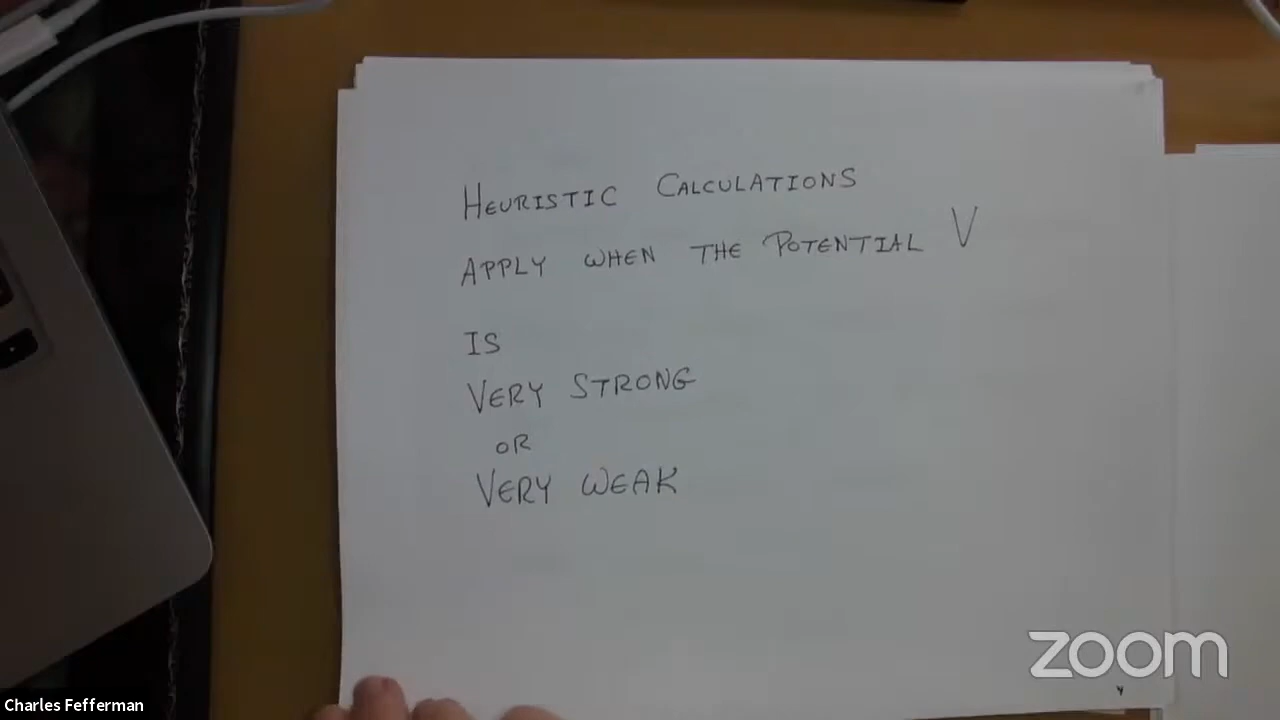 HEURISTIC CALCULATIONS
APPLY WHEN THE POTENTIAL V
IS
VERY STRONG
OR
VERY WEAK
zoom
Charles Fefferman